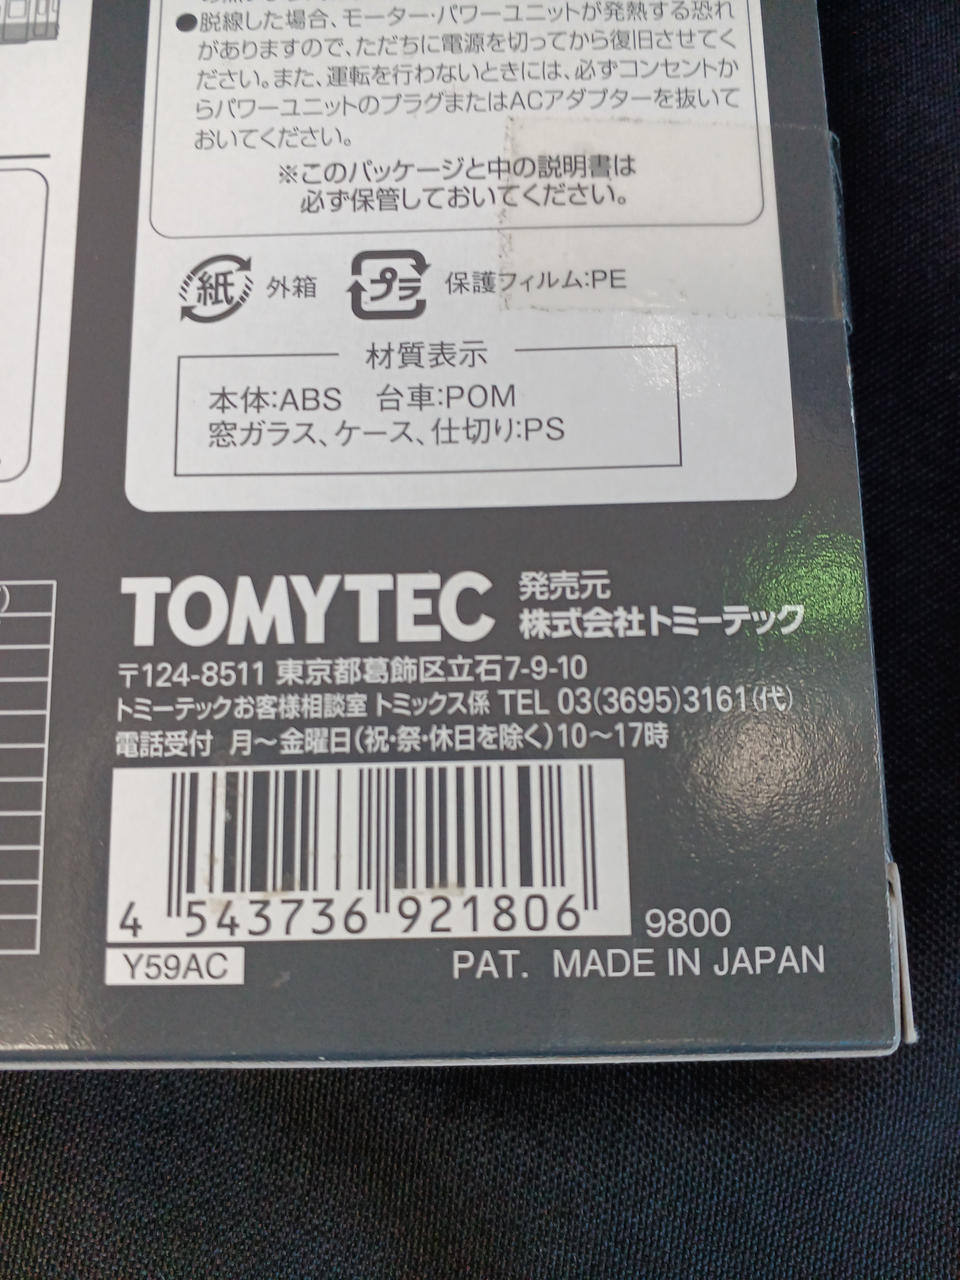 ●脱線した場合、モーター・パワーユニットが発熱する恐れ
がありますので、ただちに電源を切ってから復旧させてく
ださい。また、運転を行わないときには、必ずコンセントか
らパワーユニットのプラグまたはACアダプターを抜いて
おいてください。
※このパッケージと中の説明書は
必ず保管しておいてください。
紙 外箱 プラ 保護フィルム:PE
材質表示
本体:ABS 台車:POM
窓ガラス、ケース、仕切り:PS
TOMYTEC 発売元
株式会社トミーテック
〒124-8511 東京都葛飾区立石7-9-10
トミーテックお客様相談室 トミックス係 TEL 03(3695)3161(代)
電話受付 月～金曜日(祝・祭・休日を除く)10～17時
4 543736 921806
9800
Y59AC
PAT. MADE IN JAPAN